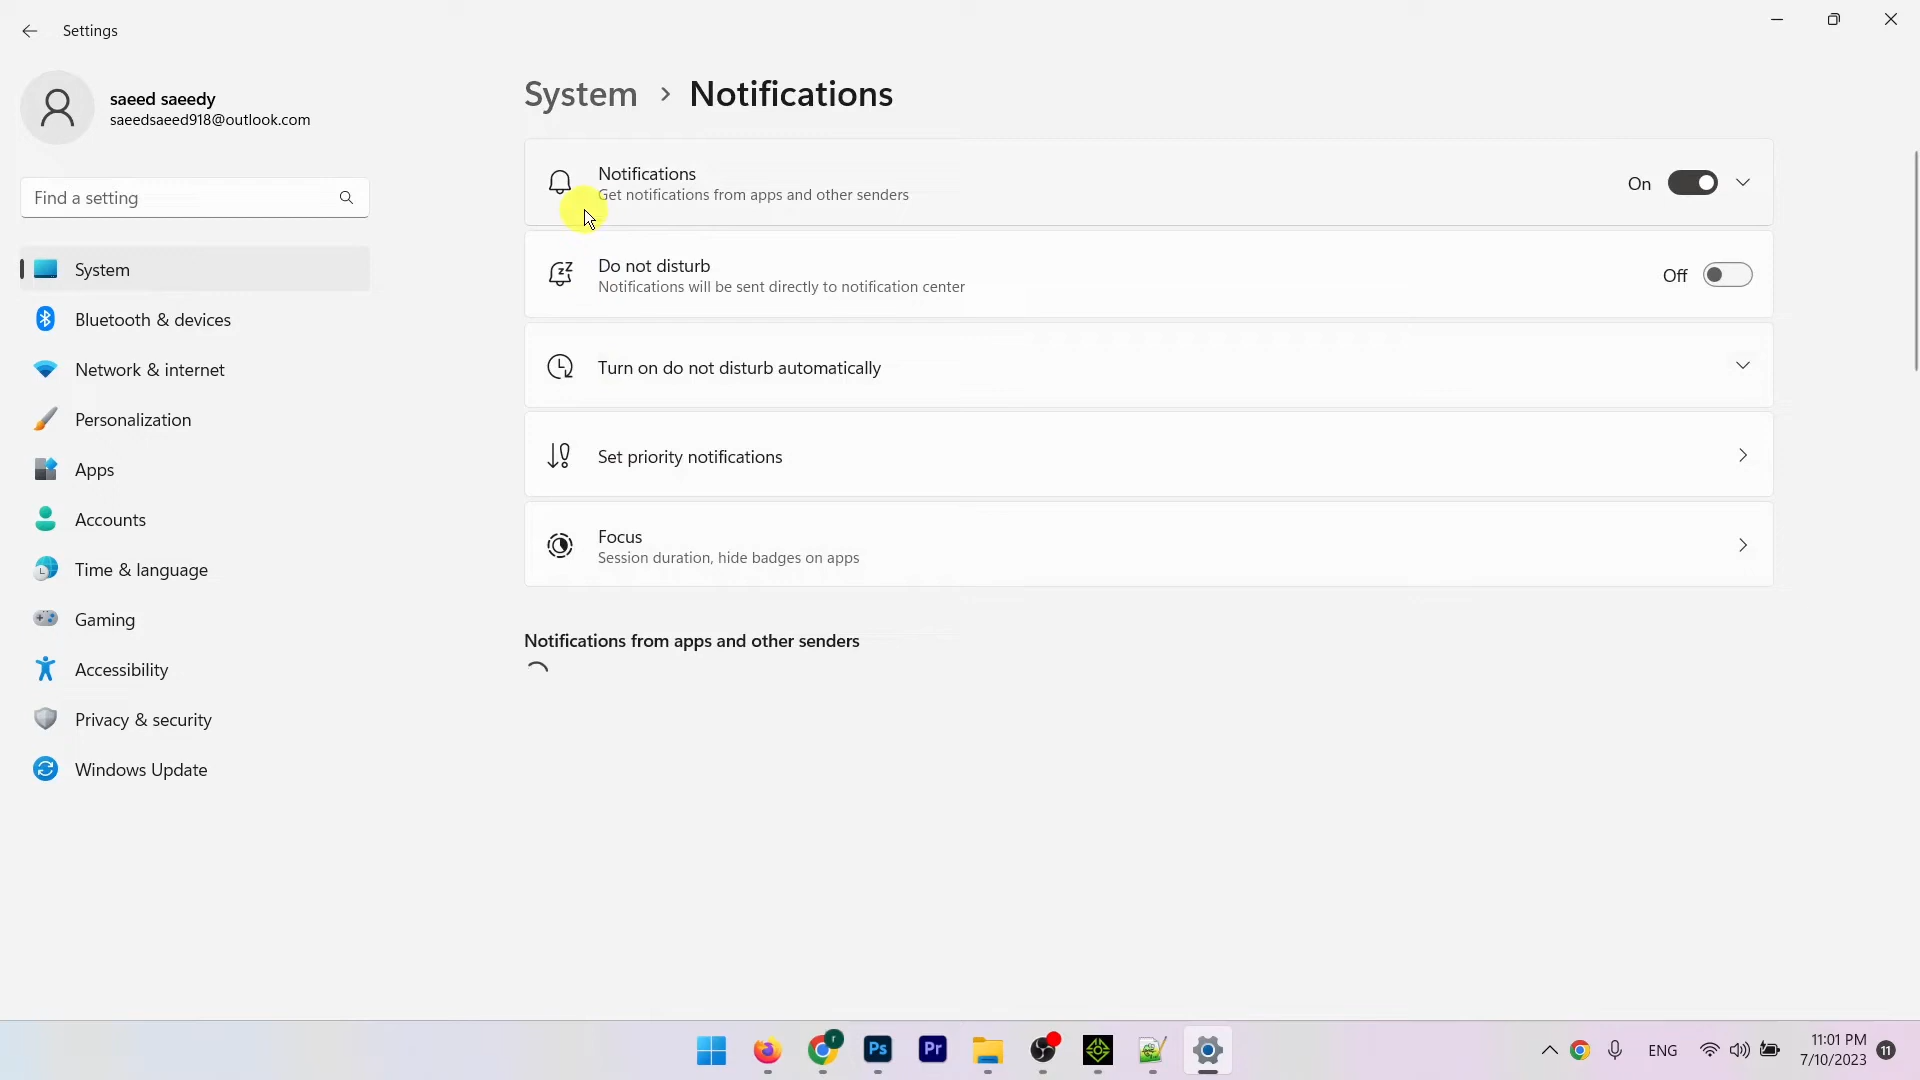 Settings
saeed saeedy
saeedsaeed918@outlook.com
Find a setting
System
Bluetooth & devices
Network & internet
Personalization
Apps
Accounts
Time & language
Gaming
Accessibility
Privacy & security
Windows Update
System > Notifications
Notifications
Get notifications from apps and other senders
On
Do not disturb
Notifications will be sent directly to notification center
Off
Turn on do not disturb automatically
Set priority notifications
Focus
Session duration, hide badges on apps
Notifications from apps and other senders
r
Ps
Pr
ENG
11:01 PM
7/10/2023
11